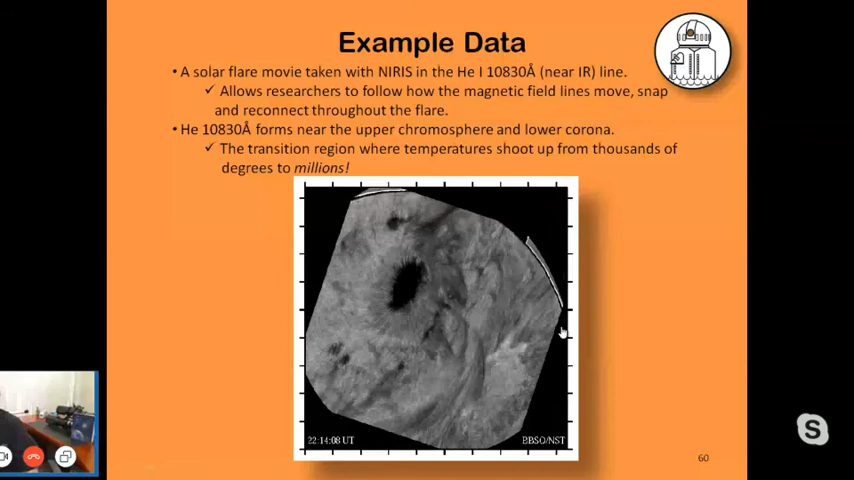 Example Data
• A solar flare movie taken with NIRIS in the He I 10830Å (near IR) line.
✓ Allows researchers to follow how the magnetic field lines move, snap
and reconnect throughout the flare.
• He 10830Å forms near the upper chromosphere and lower corona.
✓ The transition region where temperatures shoot up from thousands of
degrees to millions!
22:14:08 UT
BBSO/NST
60
S